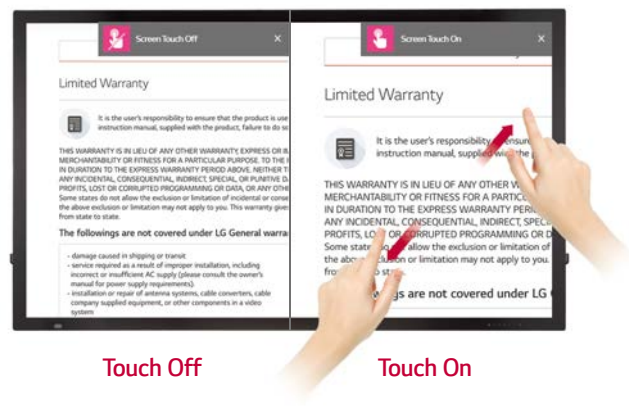 Screen Touch Off ×
Limited Warranty
It is the user's responsibility to ensure that the product is use
instruction manual, supplied with the product, failure to do so
THIS WARRANTY IS IN LIEU OF ANY OTHER WARRANTY, EXPRESS OR
MERCHANTABILITY OR FITNESS FOR A PARTICULAR PURPOSE. TO THE
IN DURATION TO THE EXPRESS WARRANTY PERIOD ABOVE. NEITHER
ANY INCIDENTAL, CONSEQUENTIAL, INDIRECT, SPECIAL, OR PUNITIVE
PROFITS, LOST OR CORRUPTED PROGRAMMING OR DATA, OR ANY OTHE
Some states do not allow the exclusion or limitation of incidental or conse
the above exclusion or limitation may not apply to you. This warranty give
from state to state.
The followings are not covered under LG General warra
- damage caused in shipping or transit
- service required as a result of improper installation, including
incorrect or insufficient AC supply (please consult the owner's
manual for power supply requirements).
- installation or repair of antenna systems, cable converters, cable
company supplied equipment, or other components in a video
system
Screen Touch On ×
Limited Warranty
It is the user's responsibility ensure
instruction manual, supplied with the
THIS WARRANTY IS IN LIEU OF ANY OTHER
MERCHANTABILITY OR FITNESS FOR A
IN DURATION TO THE EXPRESS WARRANTY
ANY INCIDENTAL, CONSEQUENTIAL, INDIRECT,
PROFITS, CORRUPTED PROGRAMMING OR
Some state allow the exclusion or limitation of
the above or limitation may not apply to you.
are not covered under LG
Touch Off
Touch On